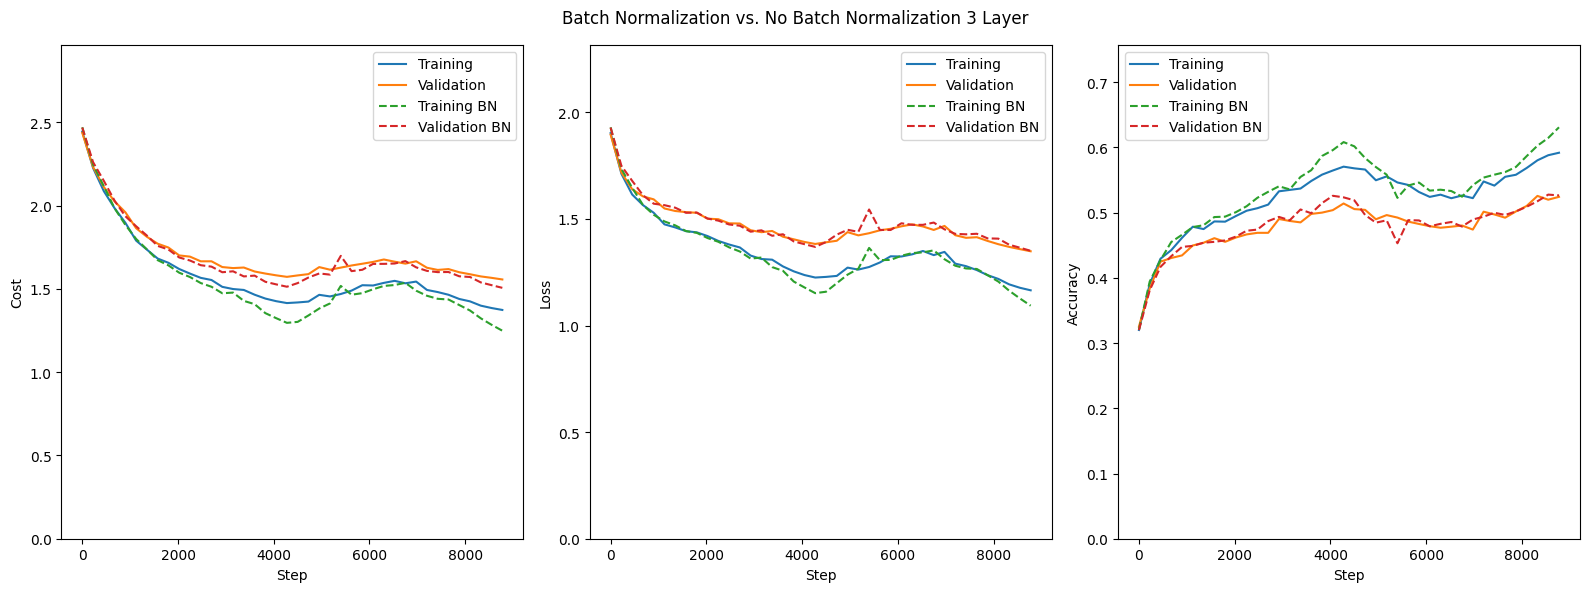 Batch Normalization vs. No Batch Normalization 3 Layer
Training
Validation
Training BN
Validation BN
2.5
2.0
1.5
1.0
0.5
0.0
Cost
0 2000 4000 6000 8000
Step
Training
Validation
Training BN
Validation BN
2.0
1.5
1.0
0.5
0.0
Loss
0 2000 4000 6000 8000
Step
Training
Validation
Training BN
Validation BN
0.7
0.6
0.5
0.4
0.3
0.2
0.1
0.0
Accuracy
0 2000 4000 6000 8000
Step